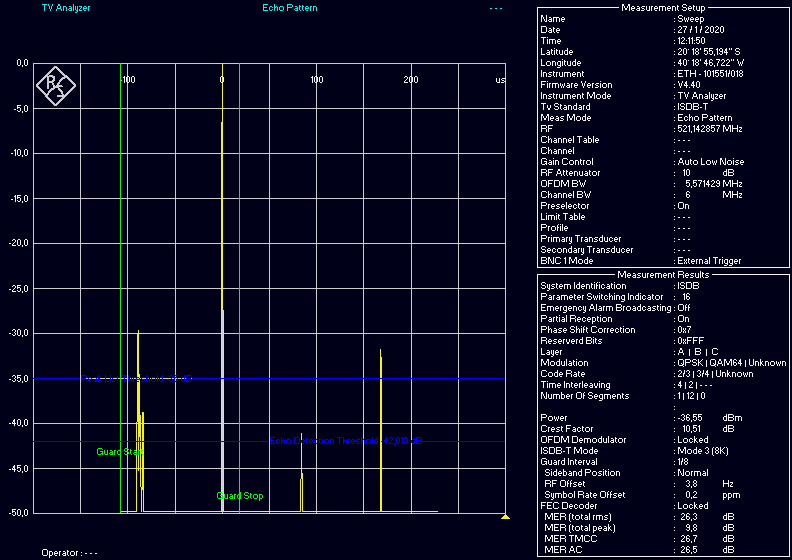 TV Analyzer Echo Pattern ---
0,0
-100 0 100 200 us
-5,0
-10,0
-15,0
-20,0
-25,0
-30,0
-35,0
-40,0
Echo Detection Threshold
Guard Start
-45,0
Guard Stop
-50,0
Operator : ---
Measurement Setup
Name : Sweep
Date : 27 / 1 / 2020
Time : 12:11:50
Latitude : 20° 18' 55,194" S
Longitude : 40° 18' 46,722" W
Instrument : ETH - 101551/018
Firmware Version : V4.40
Instrument Mode : TV Analyzer
Tv Standard : ISDB-T
Meas Mode : Echo Pattern
RF : 521,142857 MHz
Channel Table : ---
Channel : ---
Gain Control : Auto Low Noise
RF Attenuator : 10 dB
OFDM BW : 5,571429 MHz
Channel BW : 6 MHz
Preselector : On
Limit Table : ---
Profile : ---
Primary Transducer : ---
Secondary Transducer : ---
BNC 1 Mode : External Trigger
Measurement Results
System Identification : ISDB
Parameter Switching Indicator : 16
Emergency Alarm Broadcasting : Off
Partial Reception : On
Phase Shift Correction : 0x7
Reserverd Bits : 0xFFF
Layer : A | B | C
Modulation : QPSK | QAM64 | Unknown
Code Rate : 2/3 | 3/4 | Unknown
Time Interleaving : 4 | 2 | ---
Number Of Segments : 1 | 12 | 0
:
Power : -36,55 dBm
Crest Factor : 10,51 dB
OFDM Demodulator : Locked
ISDB-T Mode : Mode 3 (8K)
Guard Interval : 1/8
Sideband Position : Normal
RF Offset : 3,8 Hz
Symbol Rate Offset : 0,2 ppm
FEC Decoder : Locked
MER (total rms) : 26,3 dB
MER (total peak) : 9,8 dB
MER TMCC : 26,7 dB
MER AC : 26,5 dB